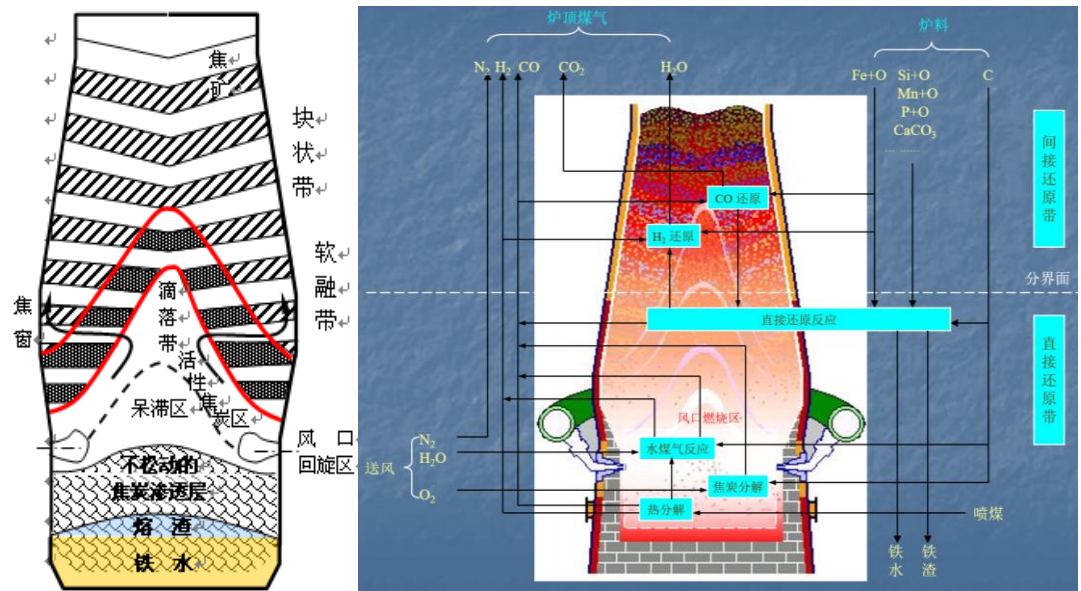 焦
矿
块
状
带
软
融
带
焦
窗
滴
落
带
活
性
焦
炭区
呆滞区
风 口
回旋区
不松动的
焦炭渗透层
熔 渣
铁 水
炉顶煤气
炉料
N2 H2 CO CO2 H2O
Fe+O Si+O C
Mn+O
P+O
CaCO3
间
接
还
原
带
CO 还原
H2 还原
分界面
直接还原反应
直
接
还
原
带
风口燃烧区
送风
N2
H2O
O2
水煤气反应
焦炭分解
热分解
喷煤
铁
水
铁
渣